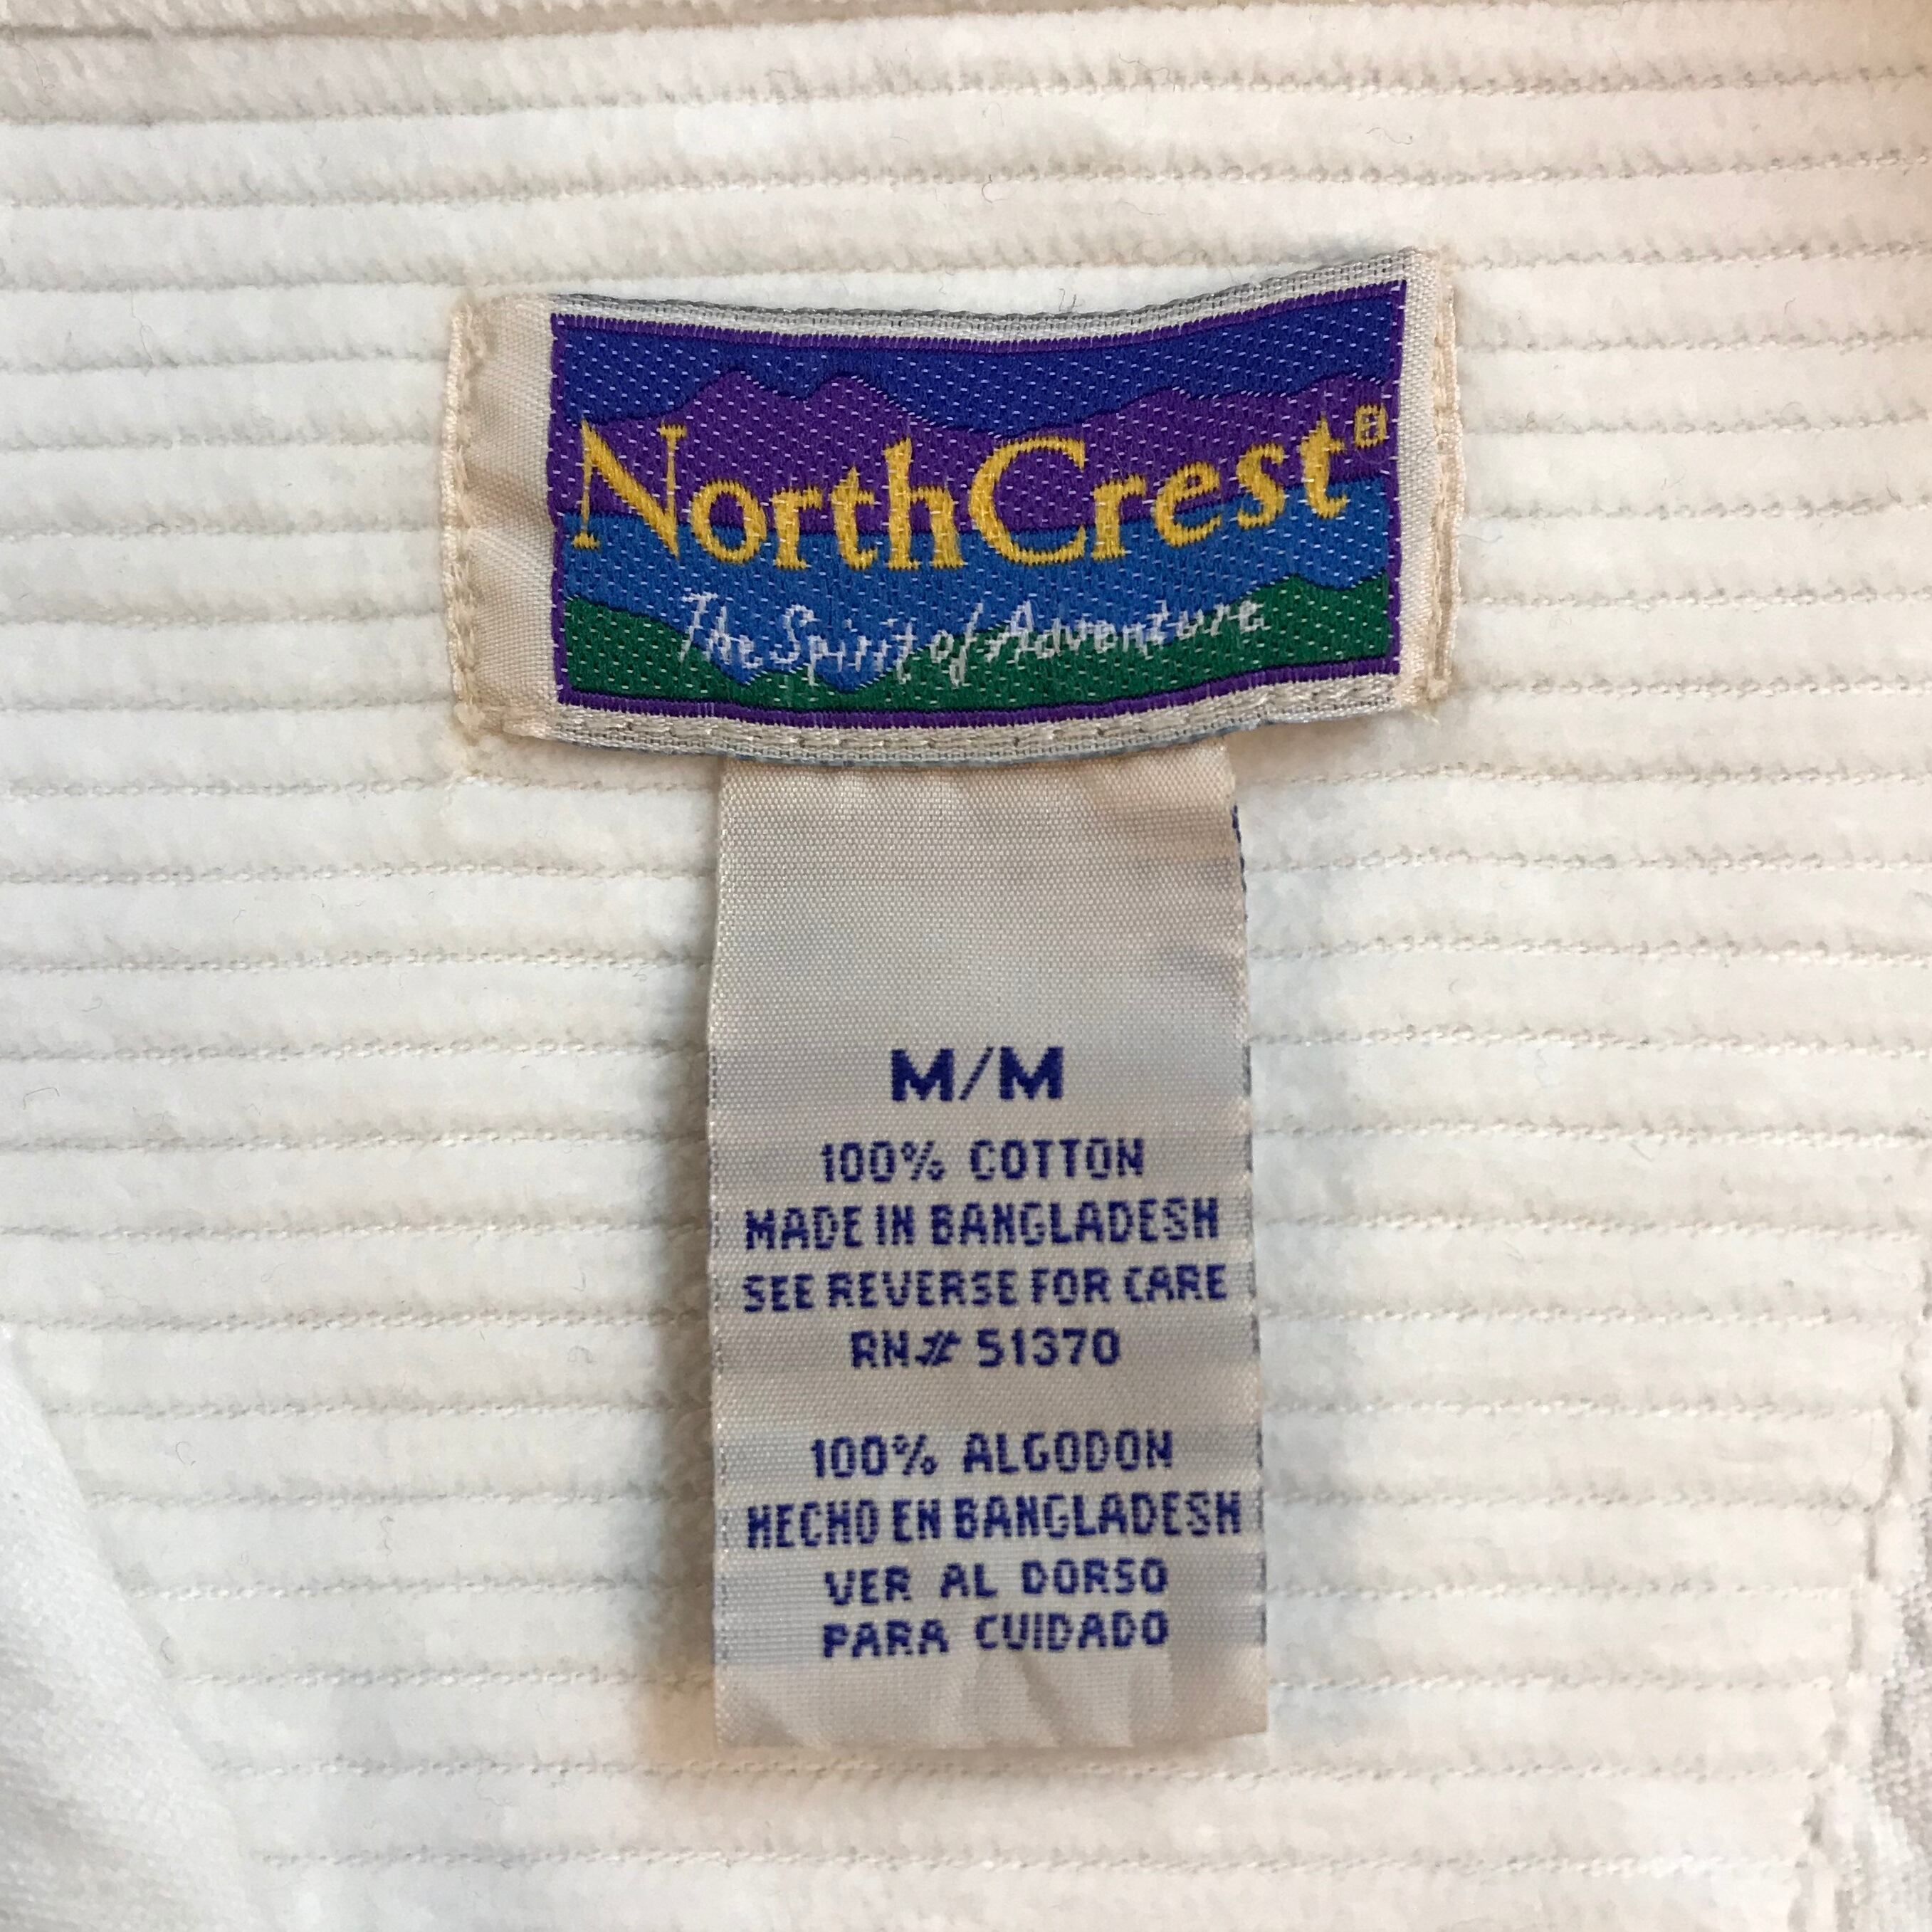 NorthCrest®
The Spirit of Adventure
M/M
100% COTTON
MADE IN BANGLADESH
SEE REVERSE FOR CARE
RN# 51370
100% ALGODON
HECHO EN BANGLADESH
VER AL DORSO
PARA CUIDADO